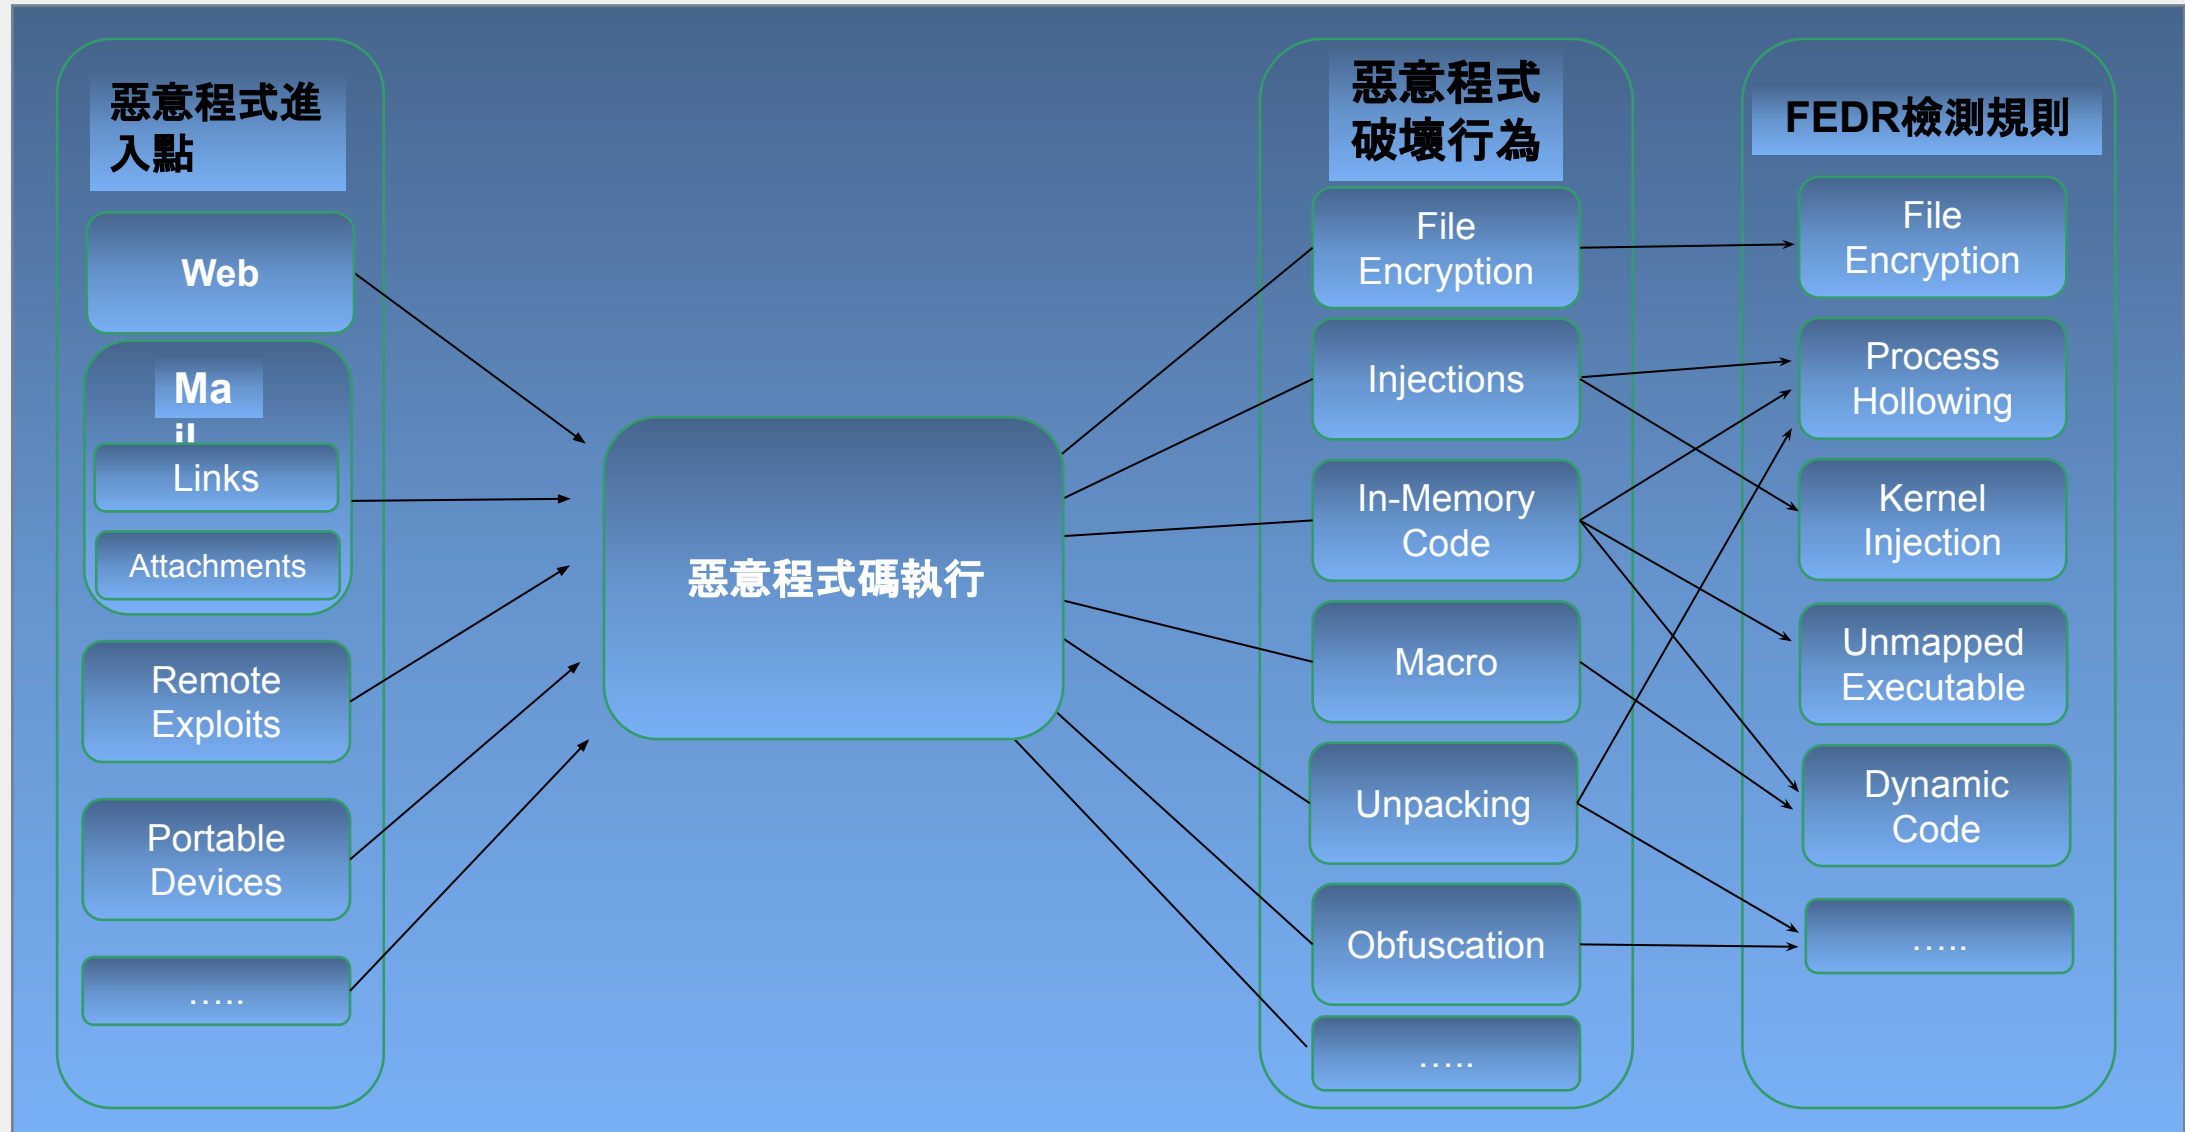 惡意程式進
入點
Web
Ma
il
Links
Attachments
Remote
Exploits
Portable
Devices
…..
惡意程式碼執行
惡意程式
破壞行為
File
Encryption
Injections
In-Memory
Code
Macro
Unpacking
Obfuscation
…..
FEDR檢測規則
File
Encryption
Process
Hollowing
Kernel
Injection
Unmapped
Executable
Dynamic
Code
…..